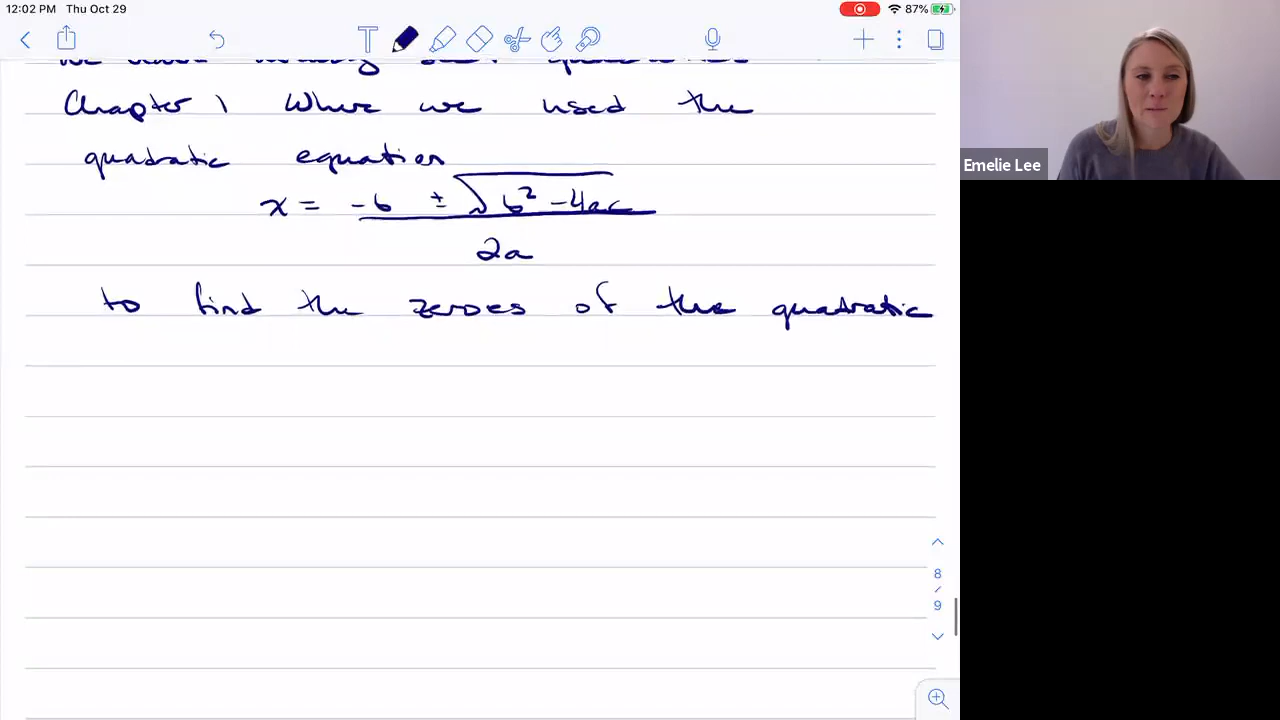 12:02 PM Thu Oct 29
87%
T
Chapter 1 where we used the
quadratic equation
x = -b ± √b² - 4ac
2a
to find the zeroes of the quadratic
8
/
9
Emelie Lee